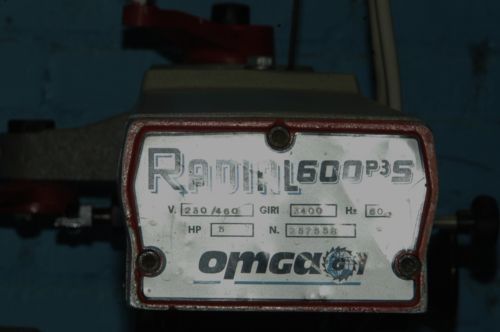 RADIAL 600P3S
V. 230/460 GIRI 3400 Hz 60
HP 5 N. 257558
omga